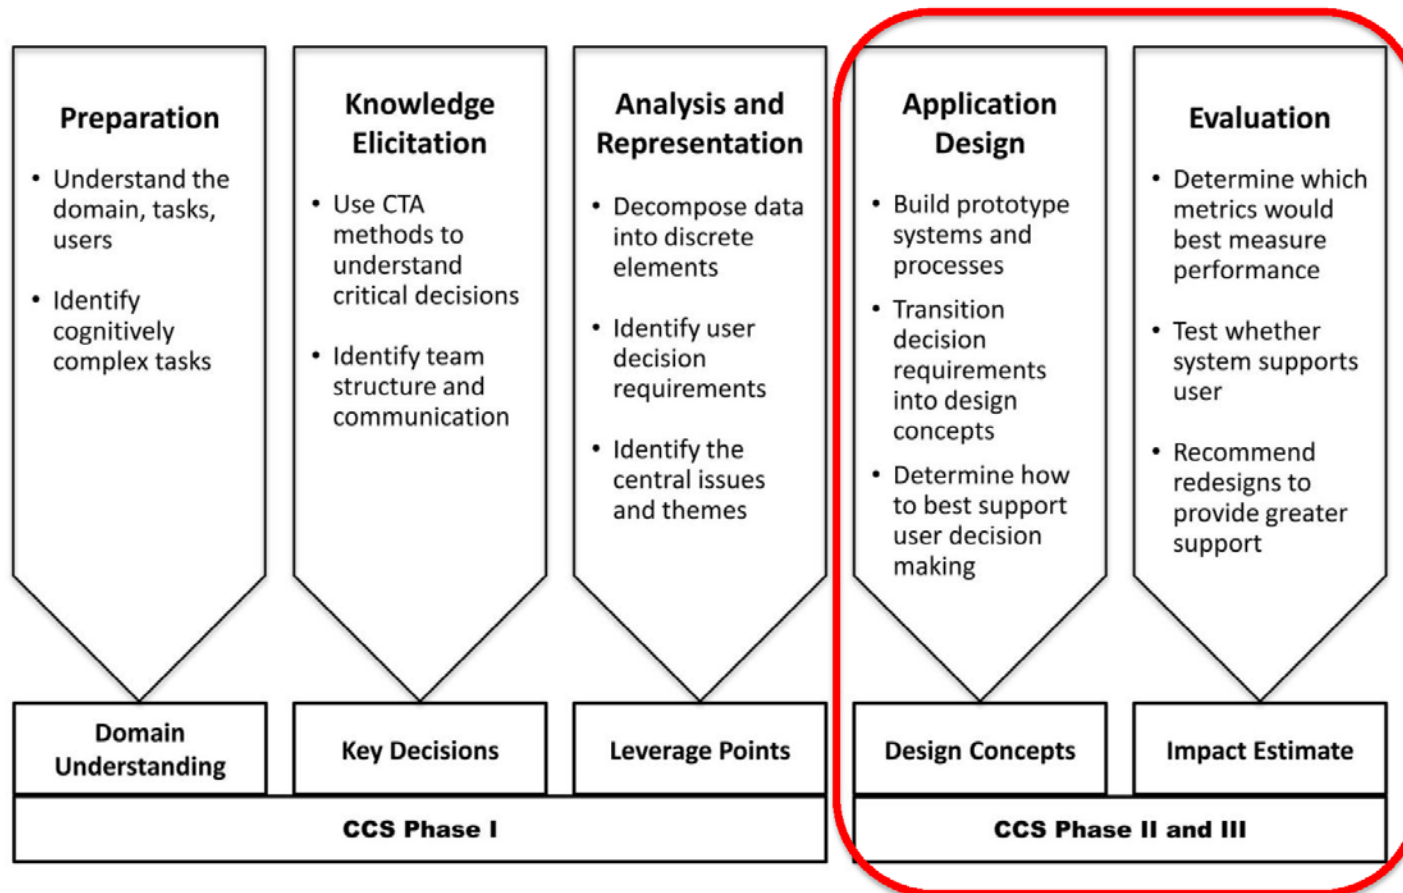 Preparation
• Understand the
domain, tasks,
users
• Identify
cognitively
complex tasks
Knowledge
Elicitation
• Use CTA
methods to
understand
critical decisions
• Identify team
structure and
communication
Analysis and
Representation
• Decompose data
into discrete
elements
• Identify user
decision
requirements
• Identify the
central issues
and themes
Application
Design
• Build prototype
systems and
processes
• Transition
decision
requirements
into design
concepts
• Determine how
to best support
user decision
making
Evaluation
• Determine which
metrics would
best measure
performance
• Test whether
system supports
user
• Recommend
redesigns to
provide greater
support
Domain
Understanding
Key Decisions
Leverage Points
Design Concepts
Impact Estimate
CCS Phase I
CCS Phase II and III